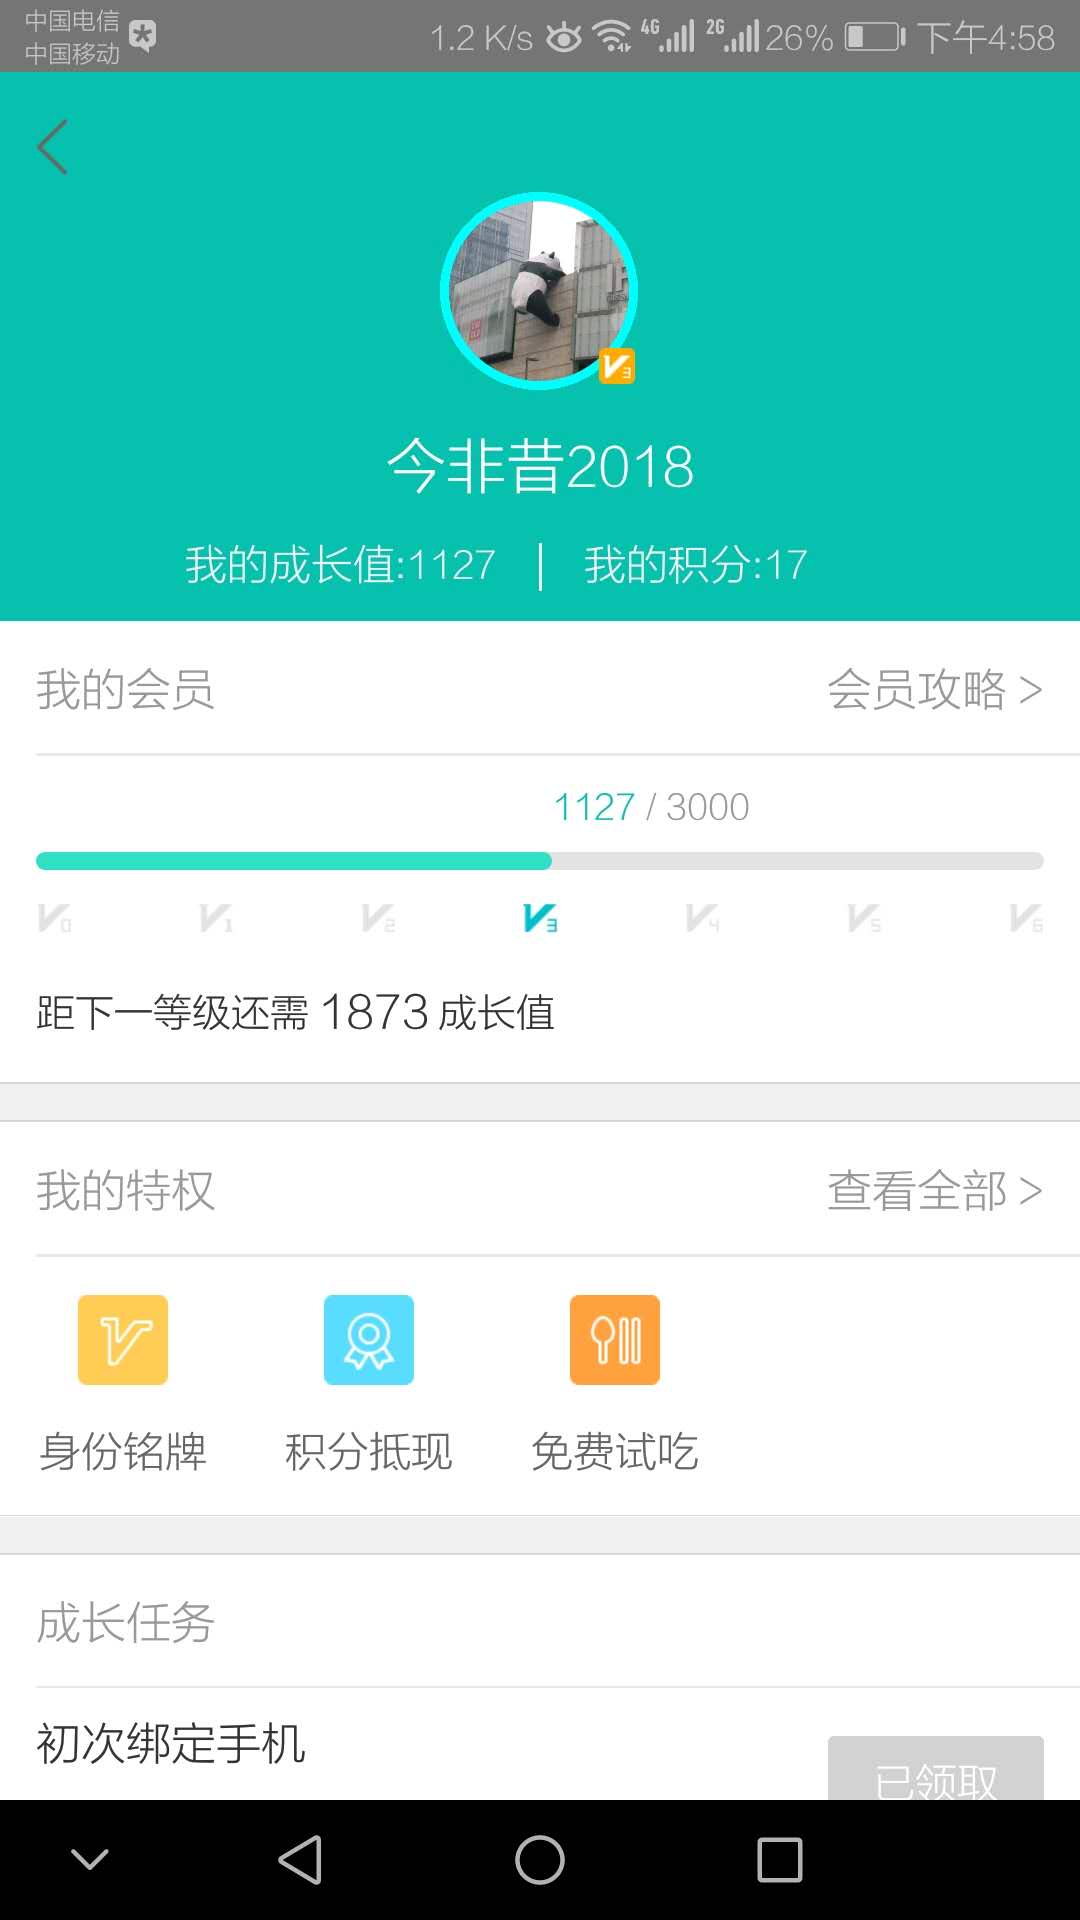 中国电信
中国移动
1.2 K/s 4G 2G 26% 下午4:58
V3
今非昔2018
我的成长值:1127 | 我的积分:17
我的会员 会员攻略 >
1127 / 3000
V0 V1 V2 V3 V4 V5 V6
距下一等级还需 1873 成长值
我的特权 查看全部 >
身份铭牌 积分抵现 免费试吃
成长任务
初次绑定手机
已领取